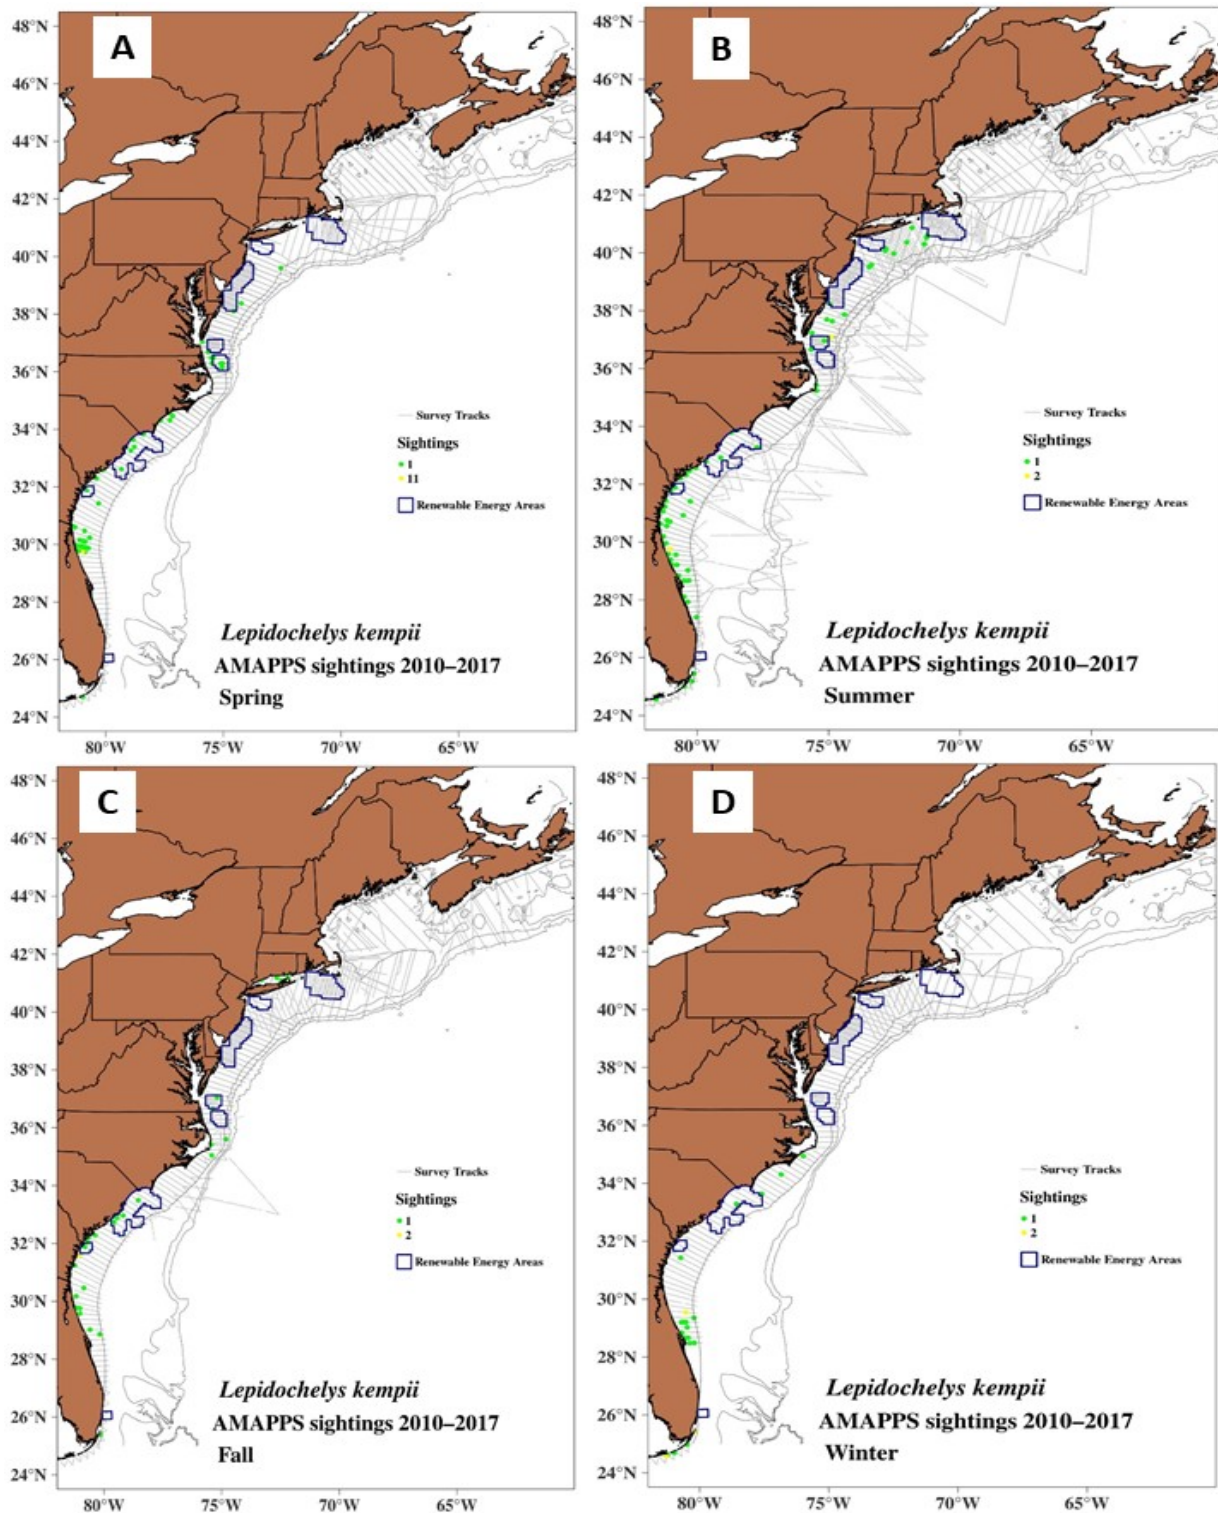 A
48°N
46°N
44°N
42°N
40°N
38°N
36°N
34°N
32°N
30°N
28°N
26°N
24°N
Survey Tracks
Sightings
1
11
Renewable Energy Areas
Lepidochelys kempii
AMAPPS sightings 2010–2017
Spring
80°W
75°W
70°W
65°W
B
48°N
46°N
44°N
42°N
40°N
38°N
36°N
34°N
32°N
30°N
28°N
26°N
24°N
Survey Tracks
Sightings
1
2
Renewable Energy Areas
Lepidochelys kempii
AMAPPS sightings 2010–2017
Summer
80°W
75°W
70°W
65°W
C
48°N
46°N
44°N
42°N
40°N
38°N
36°N
34°N
32°N
30°N
28°N
26°N
24°N
Survey Tracks
Sightings
1
2
Renewable Energy Areas
Lepidochelys kempii
AMAPPS sightings 2010–2017
Fall
80°W
75°W
70°W
65°W
D
48°N
46°N
44°N
42°N
40°N
38°N
36°N
34°N
32°N
30°N
28°N
26°N
24°N
Survey Tracks
Sightings
1
2
Renewable Energy Areas
Lepidochelys kempii
AMAPPS sightings 2010–2017
Winter
80°W
75°W
70°W
65°W